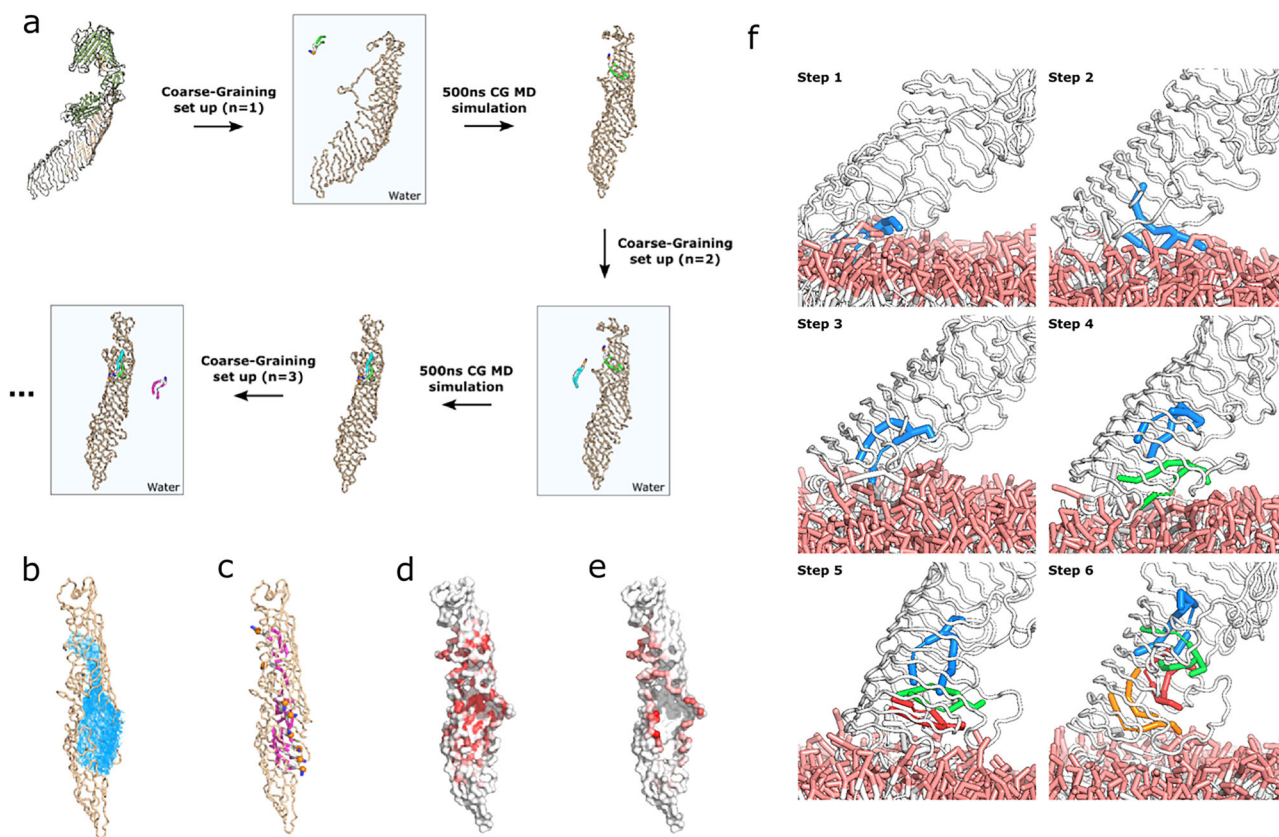 a
Coarse-Graining
set up (n=1)
Water
500ns CG MD
simulation
Coarse-Graining
set up (n=2)
Water
500ns CG MD
simulation
Coarse-Graining
set up (n=3)
Water
...
b
c
d
e
f
Step 1
Step 2
Step 3
Step 4
Step 5
Step 6